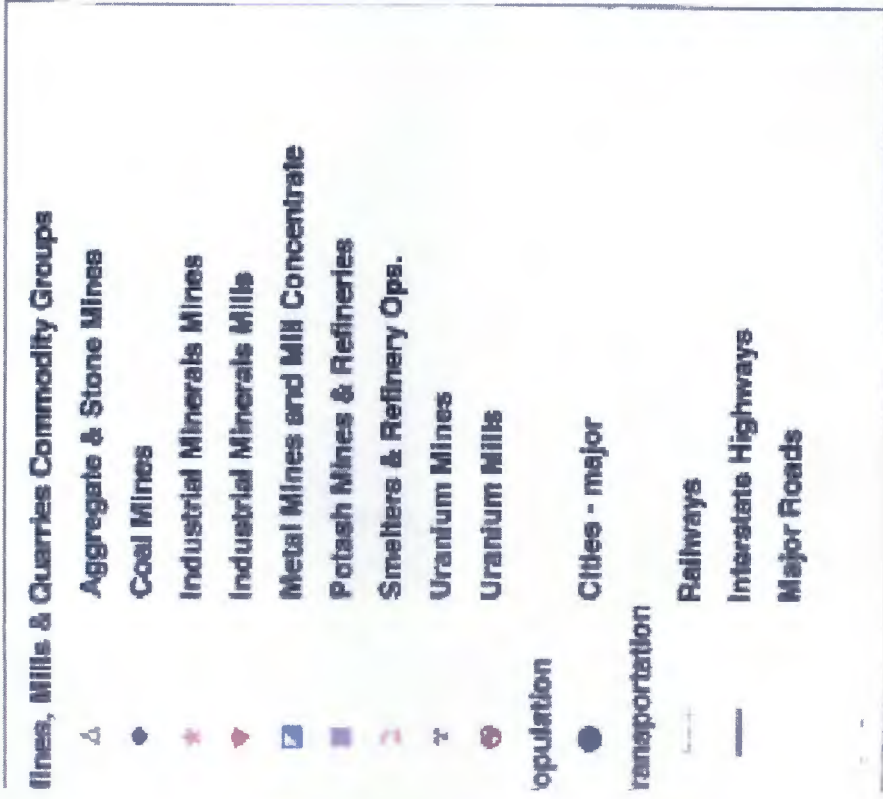 fines, Mills & Quarries Commodity Groups
Aggregate & Stone Mines
Coal Mines
Industrial Minerals Mines
Industrial Minerals Mills
Metal Mines and Mill Concentrate
Potash Mines & Refineries
Smelters & Refinery Ops.
Uranium Mines
Uranium Mills
opulation
Cities - major
ransportation
Railways
Interstate Highways
Major Roads